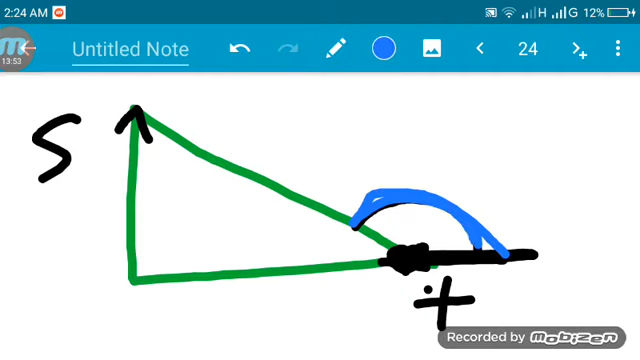 2:24 AM
H
G 12%
13:53
Untitled Note
24
S
Recorded by mobizen